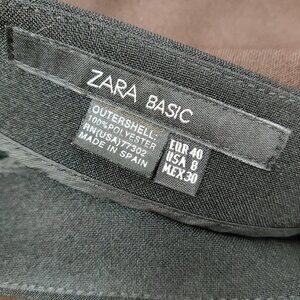 ZARA BASIC
OUTERSHELL:
100%POLYESTER
RN(USA)77302
MADE IN SPAIN
EUR 40
USA 8
MEX 30